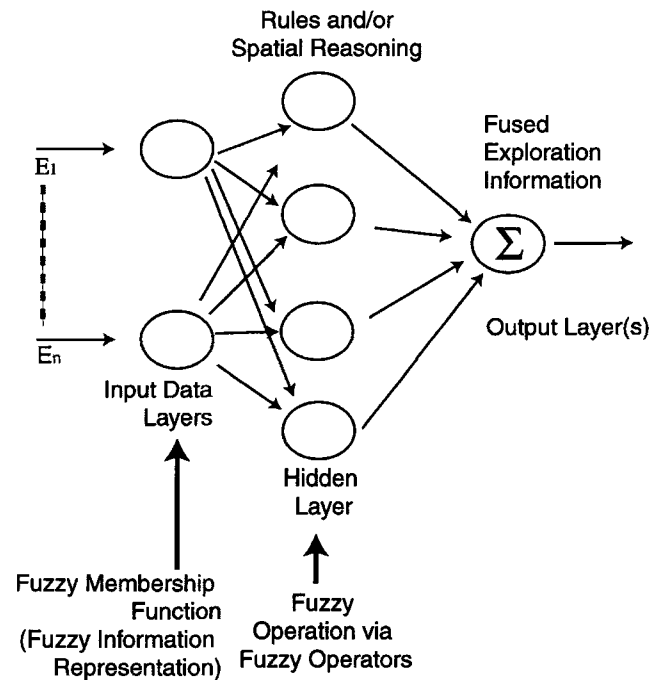 Rules and/or
Spatial Reasoning
Fused
Exploration
Information
E1
Σ
Output Layer(s)
En
Input Data
Layers
Hidden
Layer
Fuzzy Membership
Function
(Fuzzy Information
Representation)
Fuzzy
Operation via
Fuzzy Operators